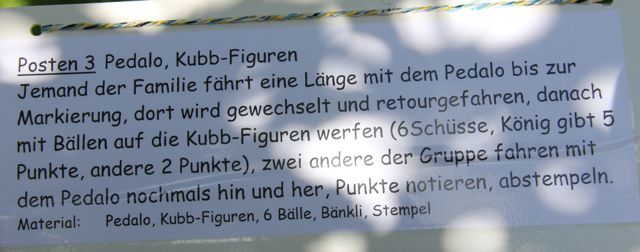 Posten 3 Pedalo, Kubb-Figuren
Jemand der Familie fährt eine Länge mit dem Pedalo bis zur
Markierung, dort wird gewechselt und retourgefahren, danach
mit Bällen auf die Kubb-Figuren werfen (6Schüsse, König gibt 5
Punkte, andere 2 Punkte), zwei andere der Gruppe fahren mit
dem Pedalo nochmals hin und her, Punkte notieren, abstempeln.
Material: Pedalo, Kubb-Figuren, 6 Bälle, Bänkli, Stempel